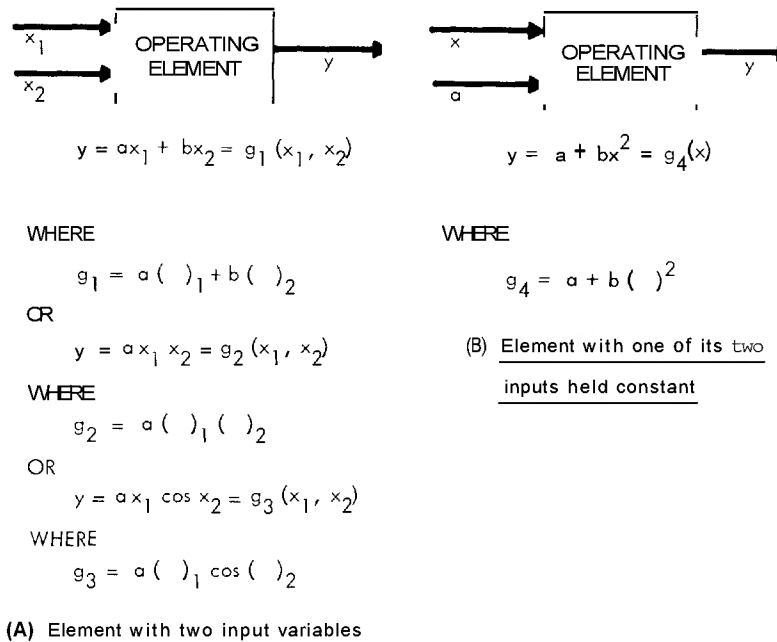 x₁
x₂
OPERATING
ELEMENT
y
y = ax₁ + bx₂ = g₁ (x₁, x₂)
WHERE
g₁ = a ( )₁ + b ( )₂
OR
y = ax₁ x₂ = g₂ (x₁, x₂)
WHERE
g₂ = a ( )₁ ( )₂
OR
y = ax₁ cos x₂ = g₃ (x₁, x₂)
WHERE
g₃ = a ( )₁ cos ( )₂
(A) Element with two input variables
x
a
OPERATING
ELEMENT
y
y = a + bx² = g₄(x)
WHERE
g₄ = a + b ( )²
(B) Element with one of its two
inputs held constant